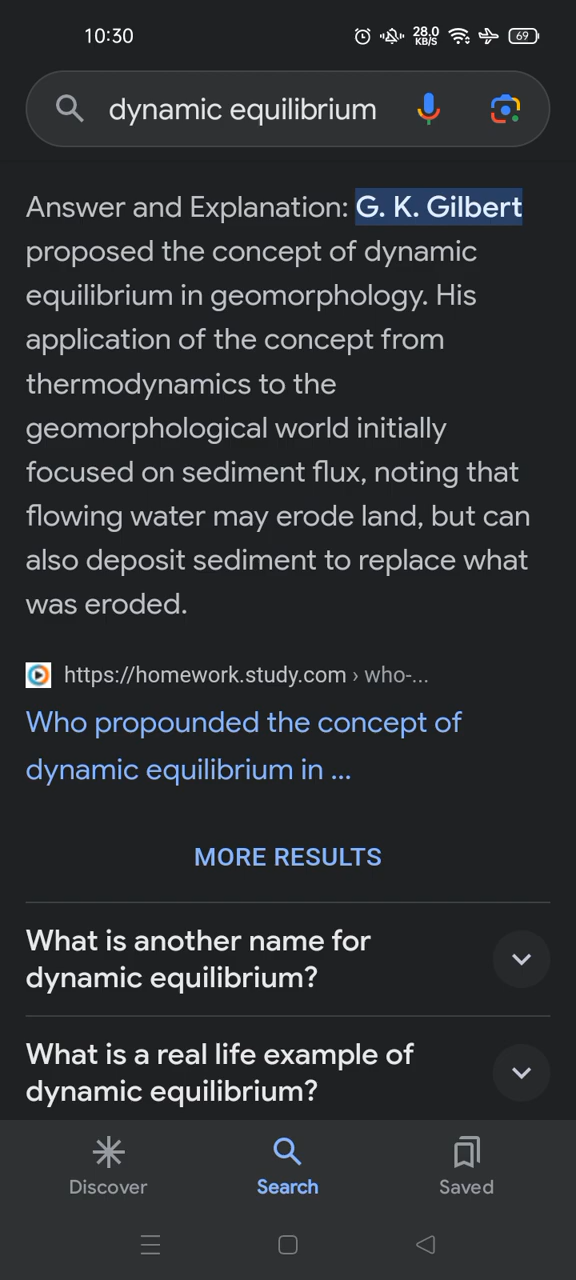 10:30
28.0
KB/S
69
dynamic equilibrium
Answer and Explanation: G. K. Gilbert
proposed the concept of dynamic
equilibrium in geomorphology. His
application of the concept from
thermodynamics to the
geomorphological world initially
focused on sediment flux, noting that
flowing water may erode land, but can
also deposit sediment to replace what
was eroded.
https://homework.study.com › who-...
Who propounded the concept of
dynamic equilibrium in ...
MORE RESULTS
What is another name for
dynamic equilibrium?
What is a real life example of
dynamic equilibrium?
Discover
Search
Saved